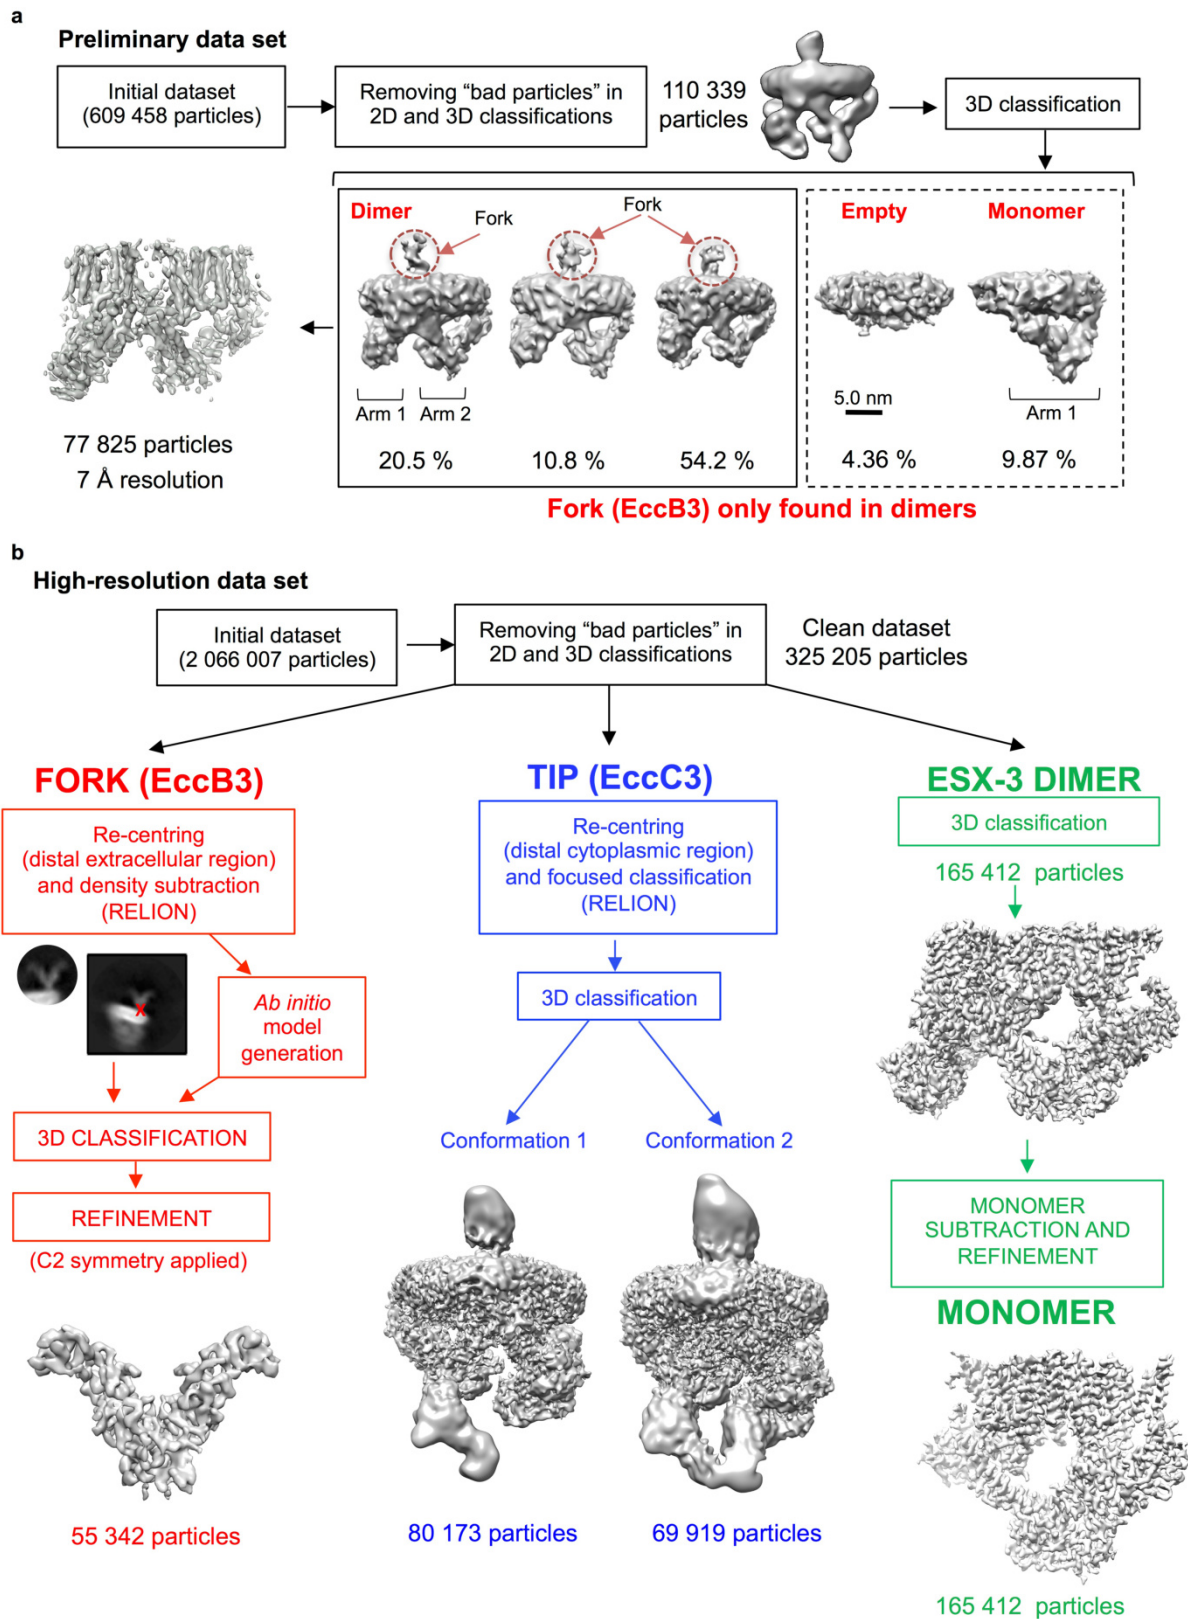 a
Preliminary data set
Initial dataset
(609 458 particles)
Removing “bad particles” in
2D and 3D classifications
110 339
particles
3D classification
Dimer
Fork
Fork
Empty
Monomer
Arm 1
Arm 2
5.0 nm
Arm 1
20.5 %
10.8 %
54.2 %
4.36 %
9.87 %
77 825 particles
7 Å resolution
Fork (EccB3) only found in dimers
b
High-resolution data set
Initial dataset
(2 066 007 particles)
Removing “bad particles” in
2D and 3D classifications
Clean dataset
325 205 particles
FORK (EccB3)
Re-centring
(distal extracellular region)
and density subtraction
(RELION)
x
Ab initio
model
generation
3D CLASSIFICATION
REFINEMENT
(C2 symmetry applied)
55 342 particles
TIP (EccC3)
Re-centring
(distal cytoplasmic region)
and focused classification
(RELION)
3D classification
Conformation 1
Conformation 2
80 173 particles
69 919 particles
ESX-3 DIMER
3D classification
165 412 particles
MONOMER
SUBTRACTION AND
REFINEMENT
MONOMER
165 412 particles